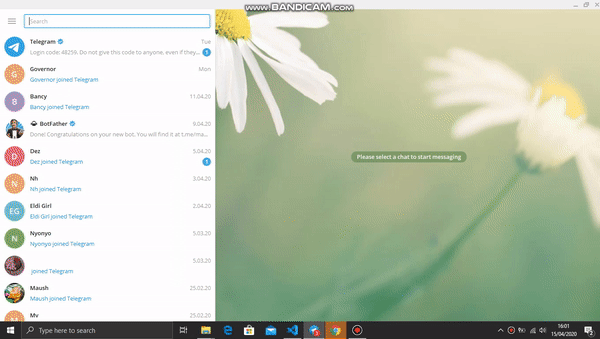 WWW.BANDICAM.COM
Search
Telegram
Tue
Login code: 48259. Do not give this code to anyone, even if they...
1
G
Governor
Mon
Governor joined Telegram
B
Bancy
11.04.20
Bancy joined Telegram
BotFather
9.04.20
Done! Congratulations on your new bot. You will find it at t.me/ma...
D
Dez
5.04.20
Dez joined Telegram
1
N
Nh
3.04.20
Nh joined Telegram
EG
Eldi Girl
2.04.20
Eldi Girl joined Telegram
N
Nyonyo
5.03.20
Nyonyo joined Telegram
5.03.20
joined Telegram
Maush
25.02.20
Maush joined Telegram
Mv
25.02.20
Please select a chat to start messaging
Type here to search
16:01
15/04/2020